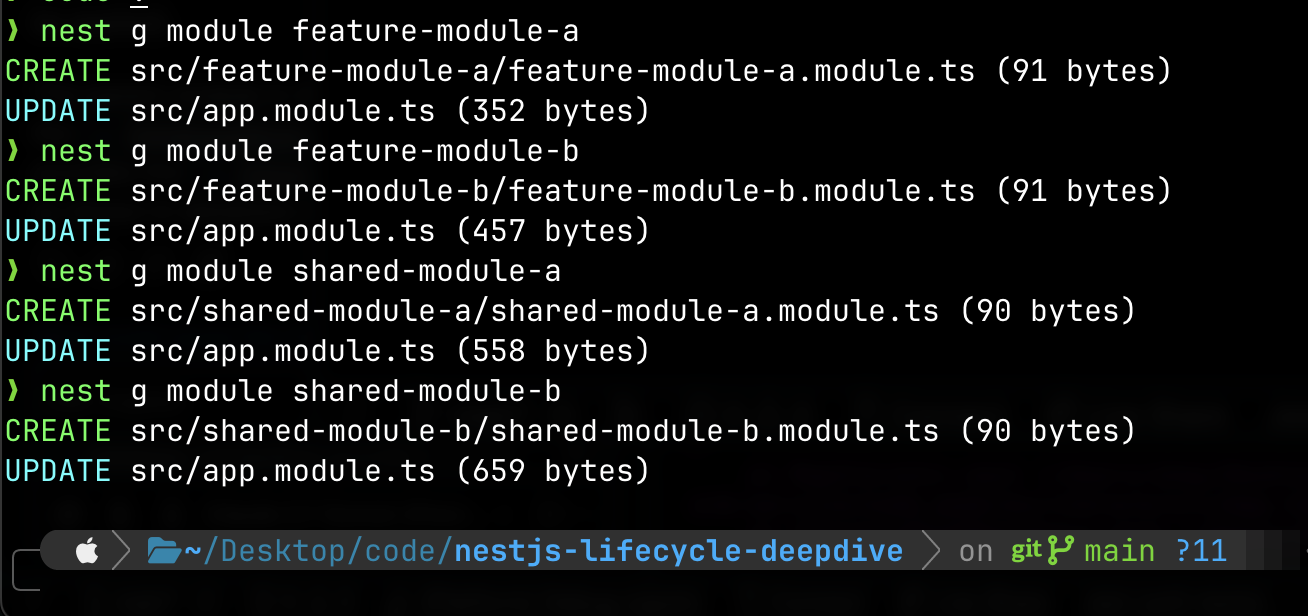 ❯ nest g module feature-module-a
CREATE src/feature-module-a/feature-module-a.module.ts (91 bytes)
UPDATE src/app.module.ts (352 bytes)
❯ nest g module feature-module-b
CREATE src/feature-module-b/feature-module-b.module.ts (91 bytes)
UPDATE src/app.module.ts (457 bytes)
❯ nest g module shared-module-a
CREATE src/shared-module-a/shared-module-a.module.ts (90 bytes)
UPDATE src/app.module.ts (558 bytes)
❯ nest g module shared-module-b
CREATE src/shared-module-b/shared-module-b.module.ts (90 bytes)
UPDATE src/app.module.ts (659 bytes)
~/Desktop/code/nestjs-lifecycle-deepdive on git main ?11